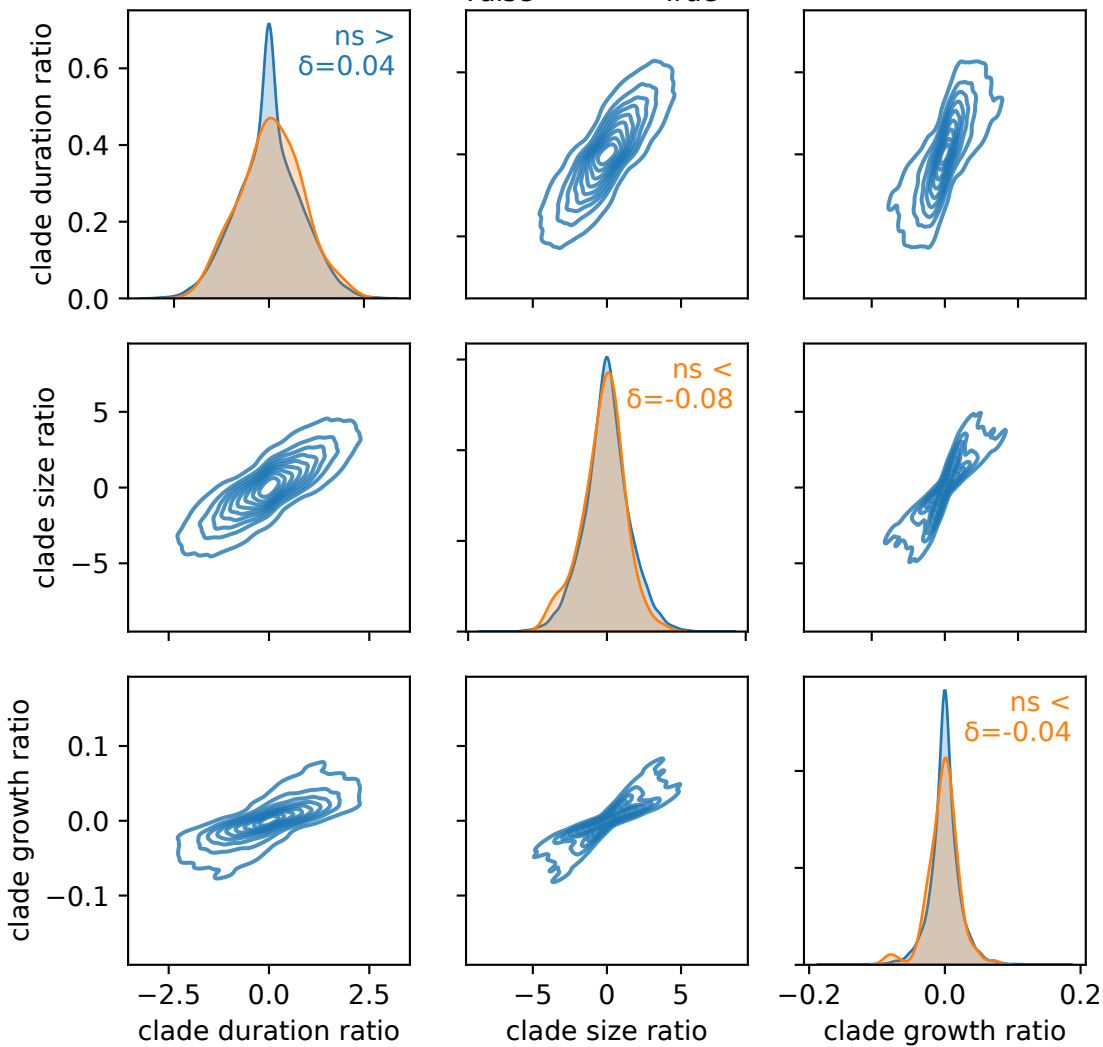 clade duration ratio
0.6
0.4
0.2
0.0
ns >
δ=0.04
clade size ratio
5
0
−5
ns <
δ=-0.08
clade growth ratio
0.1
0.0
−0.1
ns <
δ=-0.04
−2.5 0.0 2.5
clade duration ratio
−5 0 5
clade size ratio
−0.2 0.0 0.2
clade growth ratio